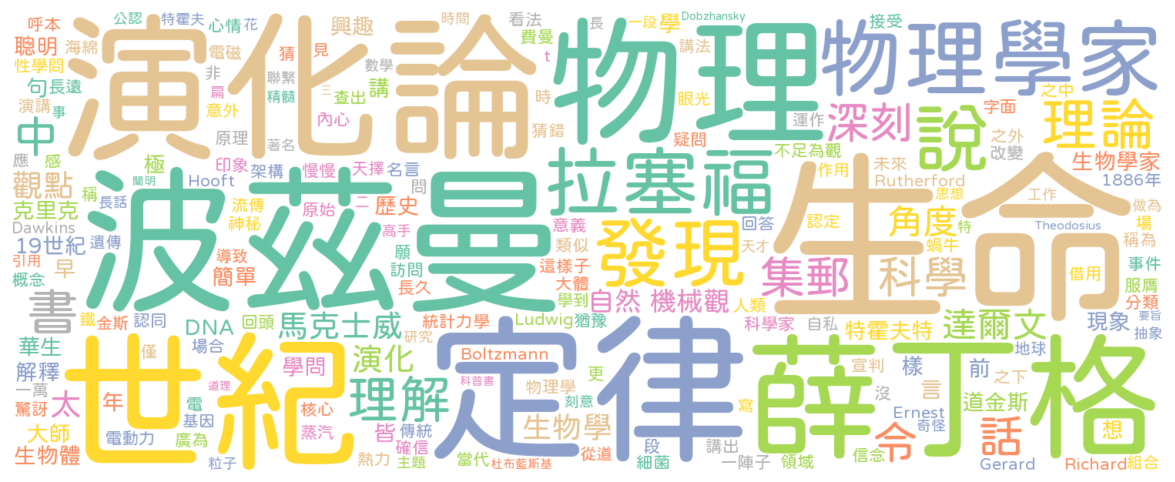 呼本 公認 特霍夫 心情 花 興趣 時間 看法 長 一段 學 Dobzhansky 接受
聰明 海綿 電磁 猜 見 費曼 t 講法
演化論 物理 物理學家
性學問 非 聯繫 數學 講 眼光 之中
句 長遠 篇 精髓 三 查出 時 運作 深刻 說 字面 理論
演講 事 意外 內心 猜錯 疑問 之外
中 原理 著名 不足為觀 改變
應 感 極 印象 架構 慢慢 天擇 名言 問 拉塞福 作用 未來 生物學家
觀點 稱 簡明 Hooft Rutherford 1886年
克里克 長話 流傳 原始 二 歷史 思想 工作 做為
Dawkins 神秘 高手 願 意義 回答 認定 角度 特 Theodosius 場
19世紀 遺傳 波茲曼 類似 發現 天才 蝸牛 生命 稱為
引用 早 導致 訪問 這樣子 集郵 科學 借用 事件
概念 簡單 長久 大體 服膺
書 學到 自然 機械觀 人類 分類
鐵 金斯 認同 DNA 回頭 馬克士威 統計力學 Ludwig 猶豫 科學家 自私 特霍夫特 達爾文 現象 要旨
華生 場合 研究 地球 抽象
解釋 僅 學問 演化 Boltzmann 更 宣判 樣 前 之下
一萬 世紀 道理 理解 科普書 物理學 定律 薛丁格 言
驚訝 太 年 電 核心 皆 刻意 寫 沒 道金斯
大師 基因 蒸汽 傳統 生物學 Ernest 想
電動力 廣為 確信 段 講出 令 奇怪 話
生物體 粒子 熱力 主題 當代 杜布藍斯基 從道 細菌 一陣子 領域 信念 Gerard Richard 組合